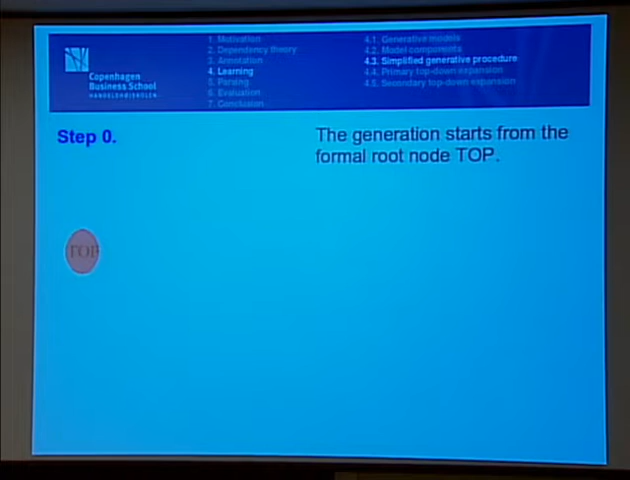 Copenhagen
Business School
HANDELSHØJSKOLEN
1. Motivation
2. Dependency theory
3. Annotation
4. Learning
5. Parsing
6. Evaluation
7. Conclusion
4.1. Generative models
4.2. Model components
4.3. Simplified generative procedure
4.4. Primary top-down expansion
4.5. Secondary top-down expansion
Step 0.
The generation starts from the
formal root node TOP.
TOP